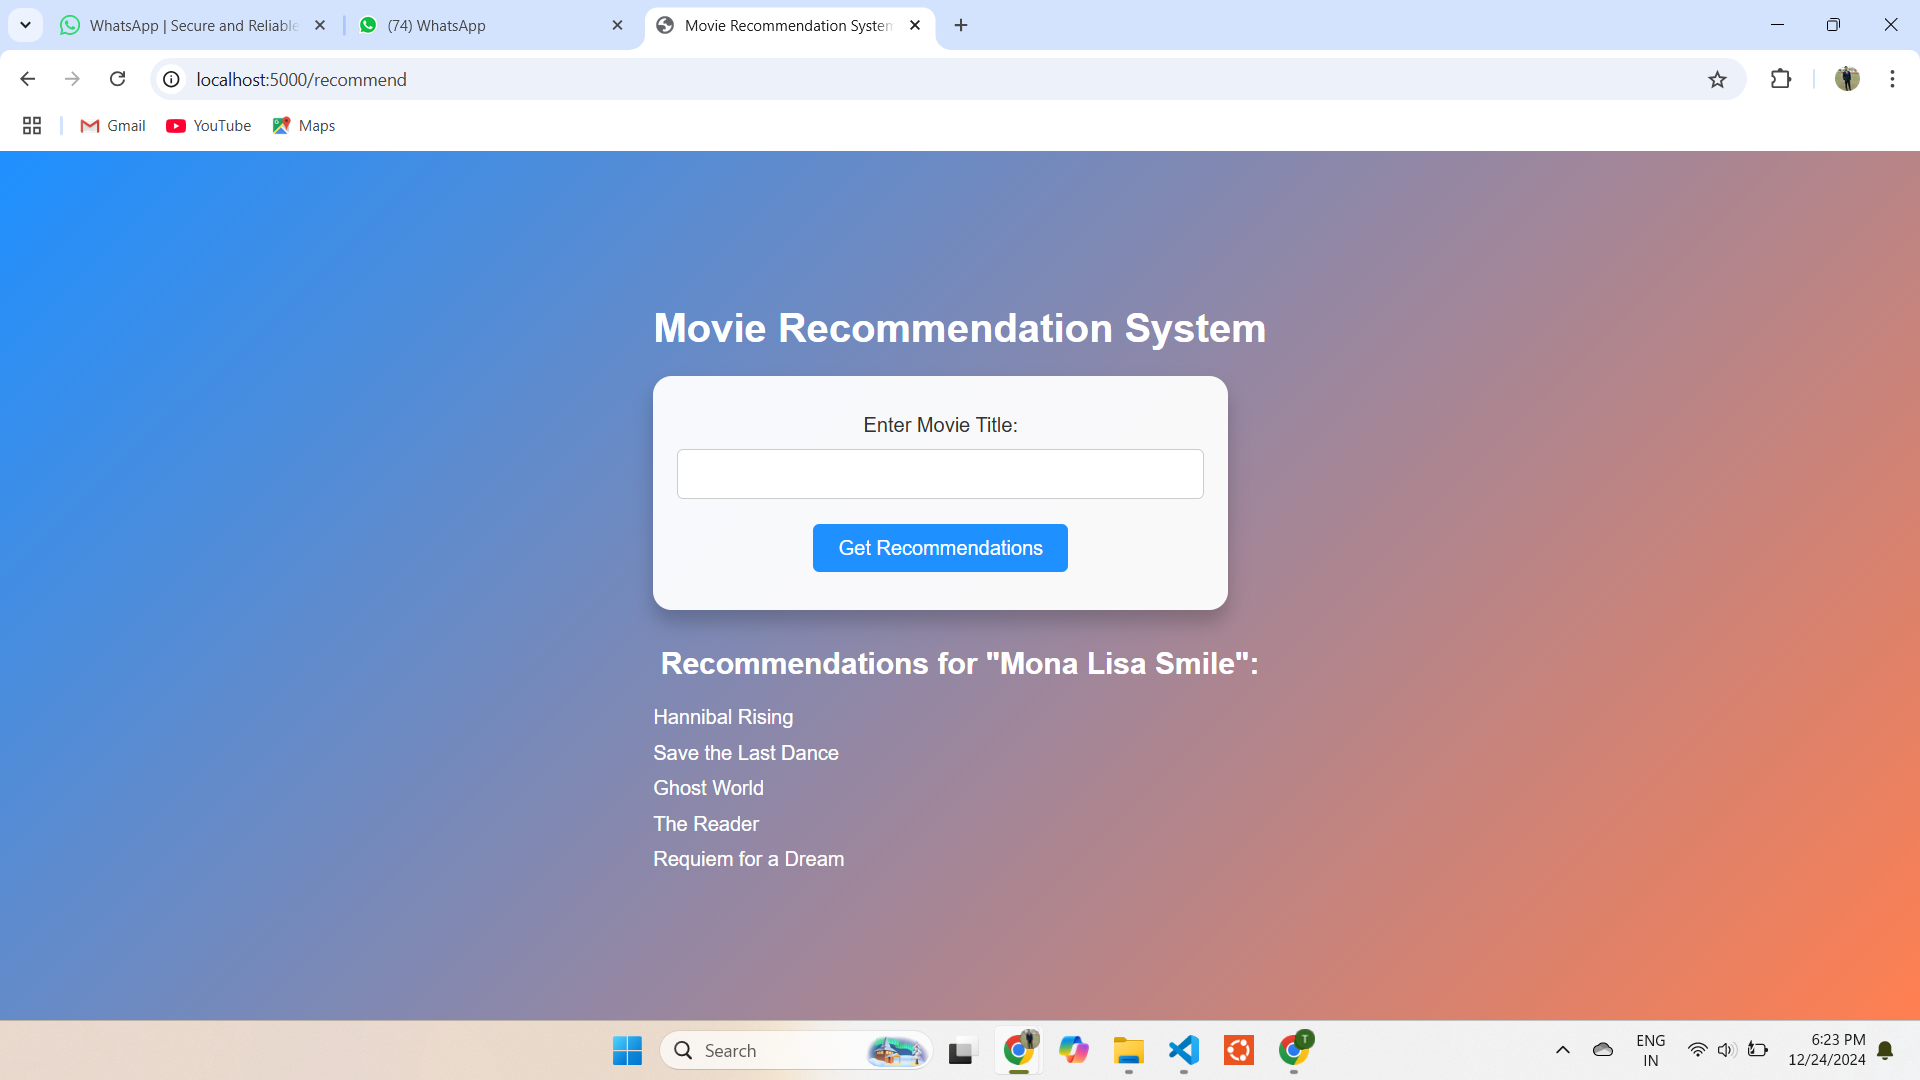 WhatsApp | Secure and Reliable
(74) WhatsApp
Movie Recommendation System
localhost:5000/recommend
Gmail
YouTube
Maps
Movie Recommendation System
Enter Movie Title:
Get Recommendations
Recommendations for "Mona Lisa Smile":
Hannibal Rising
Save the Last Dance
Ghost World
The Reader
Requiem for a Dream
Search
T
ENG
IN
6:23 PM
12/24/2024